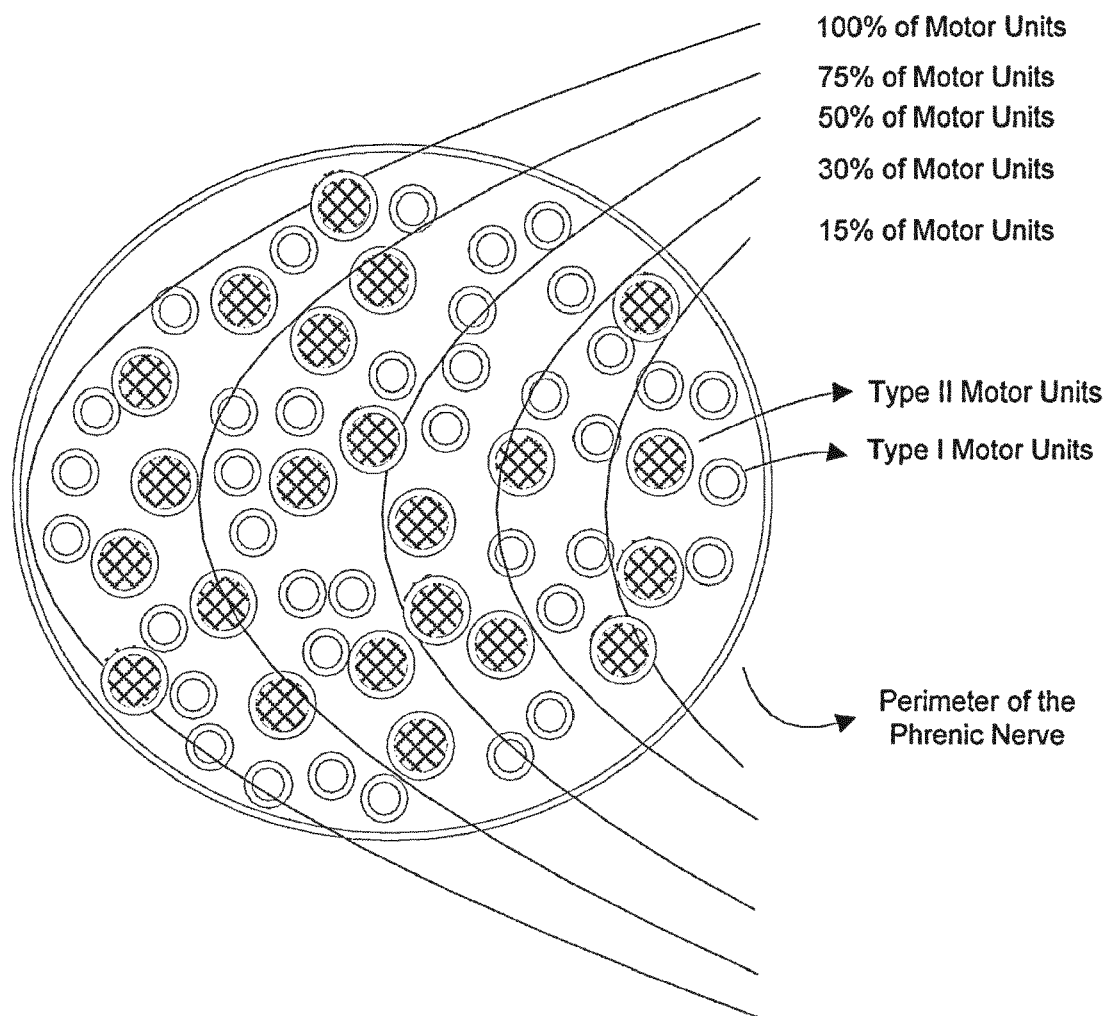 100% of Motor Units
75% of Motor Units
50% of Motor Units
30% of Motor Units
15% of Motor Units
Type II Motor Units
Type I Motor Units
Perimeter of the
Phrenic Nerve